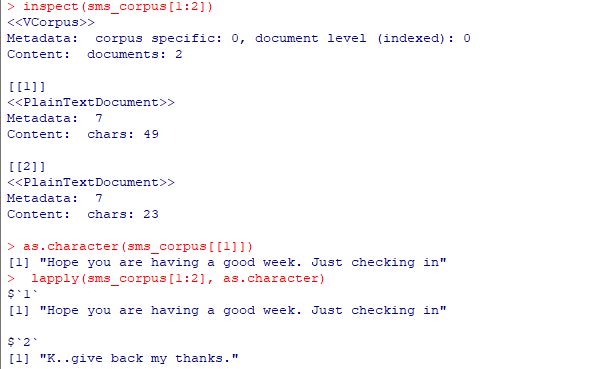 > inspect(sms_corpus[1:2])
<<VCorpus>>
Metadata:  corpus specific: 0, document level (indexed): 0
Content:  documents: 2

[[1]]
<<PlainTextDocument>>
Metadata:  7
Content:  chars: 49

[[2]]
<<PlainTextDocument>>
Metadata:  7
Content:  chars: 23

> as.character(sms_corpus[[1]])
[1] "Hope you are having a good week. Just checking in"
>  lapply(sms_corpus[1:2], as.character)
$`1`
[1] "Hope you are having a good week. Just checking in"

$`2`
[1] "K..give back my thanks."